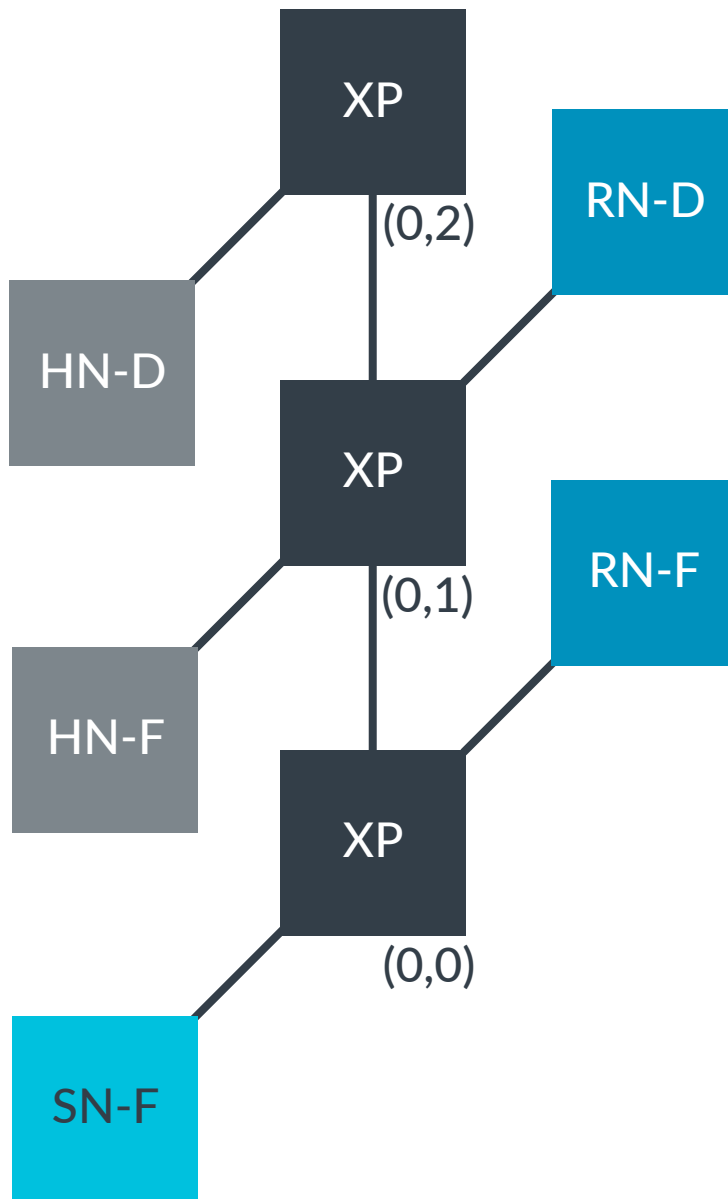 XP
RN-D
(0,2)
HN-D
XP
RN-F
(0,1)
HN-F
XP
(0,0)
SN-F